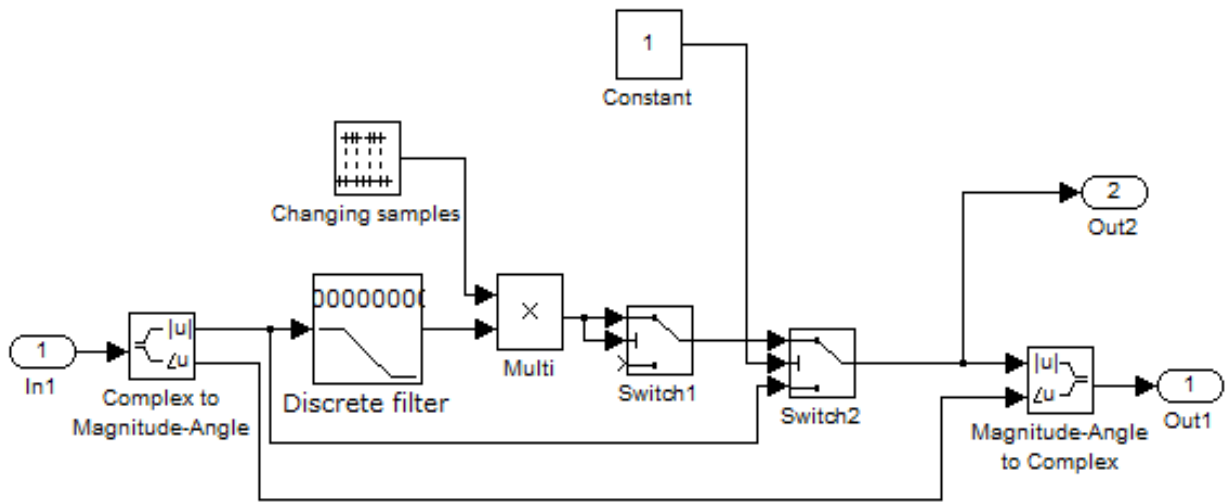 1
Constant
Changing samples
2
Out2
00000000
Discrete filter
×
Multi
Switch1
Switch2
1
In1
|u|
∠u
Complex to
Magnitude-Angle
|u|
∠u
Magnitude-Angle
to Complex
1
Out1